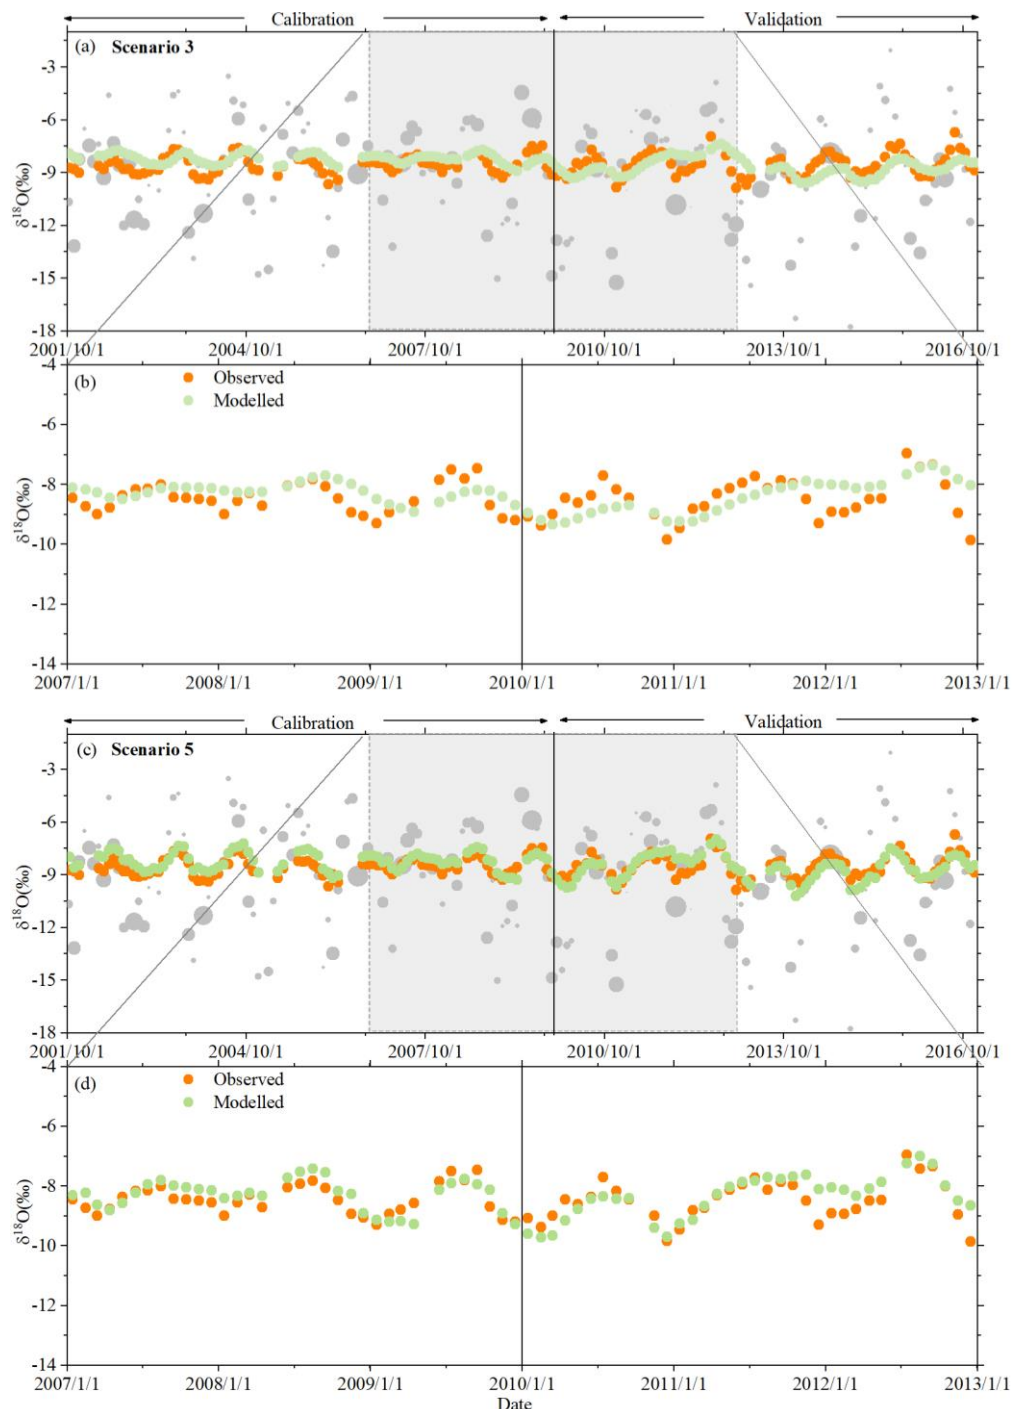 Calibration Validation
(a) Scenario 3
-3
-6
-9
-12
-15
-18
δ18O(‰)
2001/10/1 2004/10/1 2007/10/1 2010/10/1 2013/10/1 2016/10/1
(b)
Observed
Modelled
-4
-6
-8
-10
-12
-14
δ18O(‰)
2007/1/1 2008/1/1 2009/1/1 2010/1/1 2011/1/1 2012/1/1 2013/1/1
Calibration Validation
(c) Scenario 5
-3
-6
-9
-12
-15
-18
δ18O(‰)
2001/10/1 2004/10/1 2007/10/1 2010/10/1 2013/10/1 2016/10/1
(d)
Observed
Modelled
-4
-6
-8
-10
-12
-14
δ18O(‰)
2007/1/1 2008/1/1 2009/1/1 2010/1/1 2011/1/1 2012/1/1 2013/1/1
Date